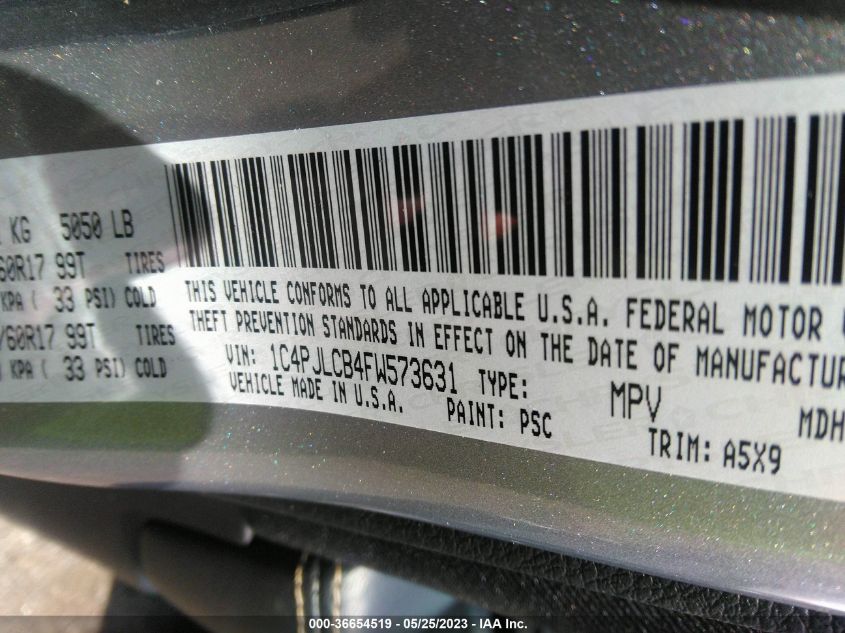 KG 5050 LB
60R17 99T TIRES
KPA ( 33 PSI) COLD
/60R17 99T TIRES
KPA ( 33 PSI) COLD
THIS VEHICLE CONFORMS TO ALL APPLICABLE U.S.A. FEDERAL MOTOR
THEFT PREVENTION STANDARDS IN EFFECT ON THE DATE OF MANUFACTUR
VIN: 1C4PJLCB4FW573631 TYPE: MPV MDH
VEHICLE MADE IN U.S.A. PAINT: PSC TRIM: A5X9
000-36654519 - 05/25/2023 - IAA Inc.